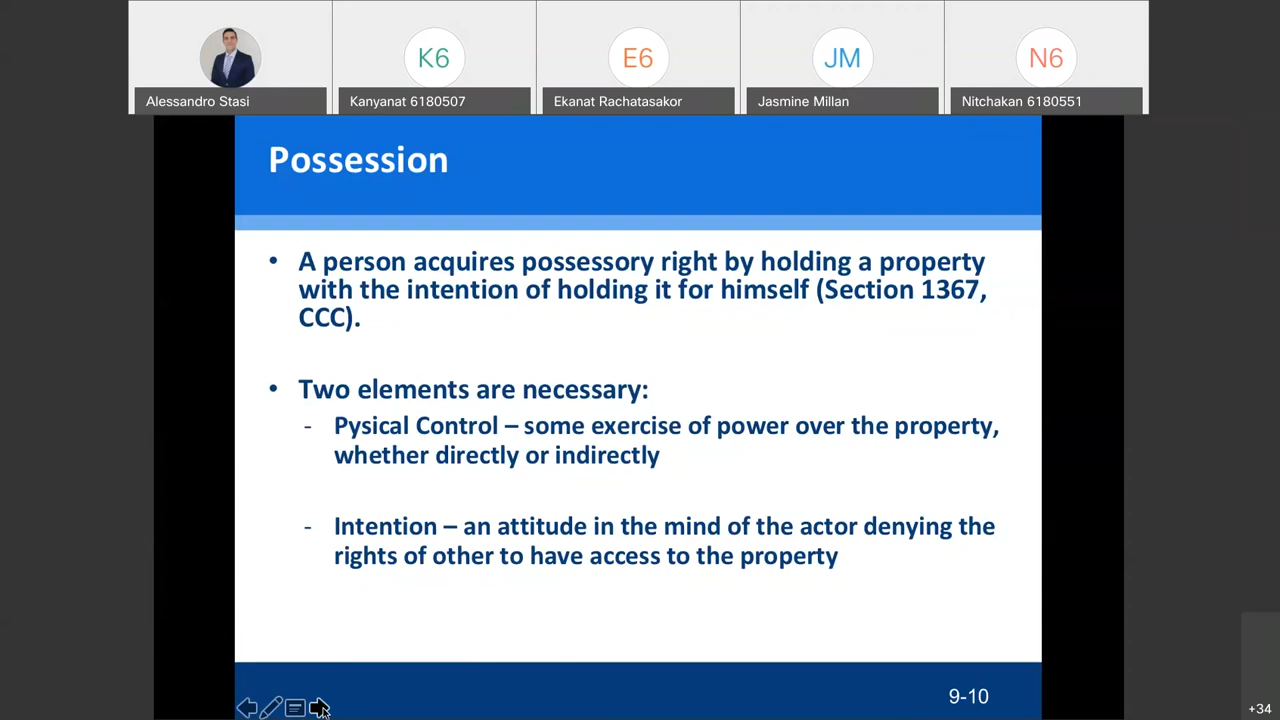 K6
E6
JM
N6
Alessandro Stasi
Kanyanat 6180507
Ekanat Rachatasakor
Jasmine Millan
Nitchakan 6180551
Possession
• A person acquires possessory right by holding a property
with the intention of holding it for himself (Section 1367,
CCC).
• Two elements are necessary:
- Pysical Control – some exercise of power over the property,
whether directly or indirectly
- Intention – an attitude in the mind of the actor denying the
rights of other to have access to the property
9-10
+34